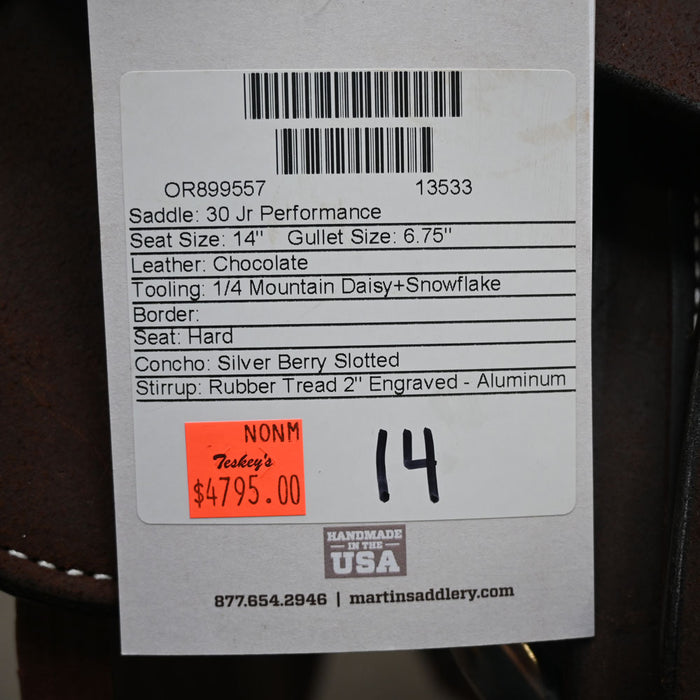 OR899557 13533
Saddle: 30 Jr Performance
Seat Size: 14" Gullet Size: 6.75"
Leather: Chocolate
Tooling: 1/4 Mountain Daisy+Snowflake
Border:
Seat: Hard
Concho: Silver Berry Slotted
Stirrup: Rubber Tread 2" Engraved - Aluminum
NONM
Teskey's
$4795.00
14
HANDMADE
IN THE
USA
877.654.2946 | martinsaddlery.com